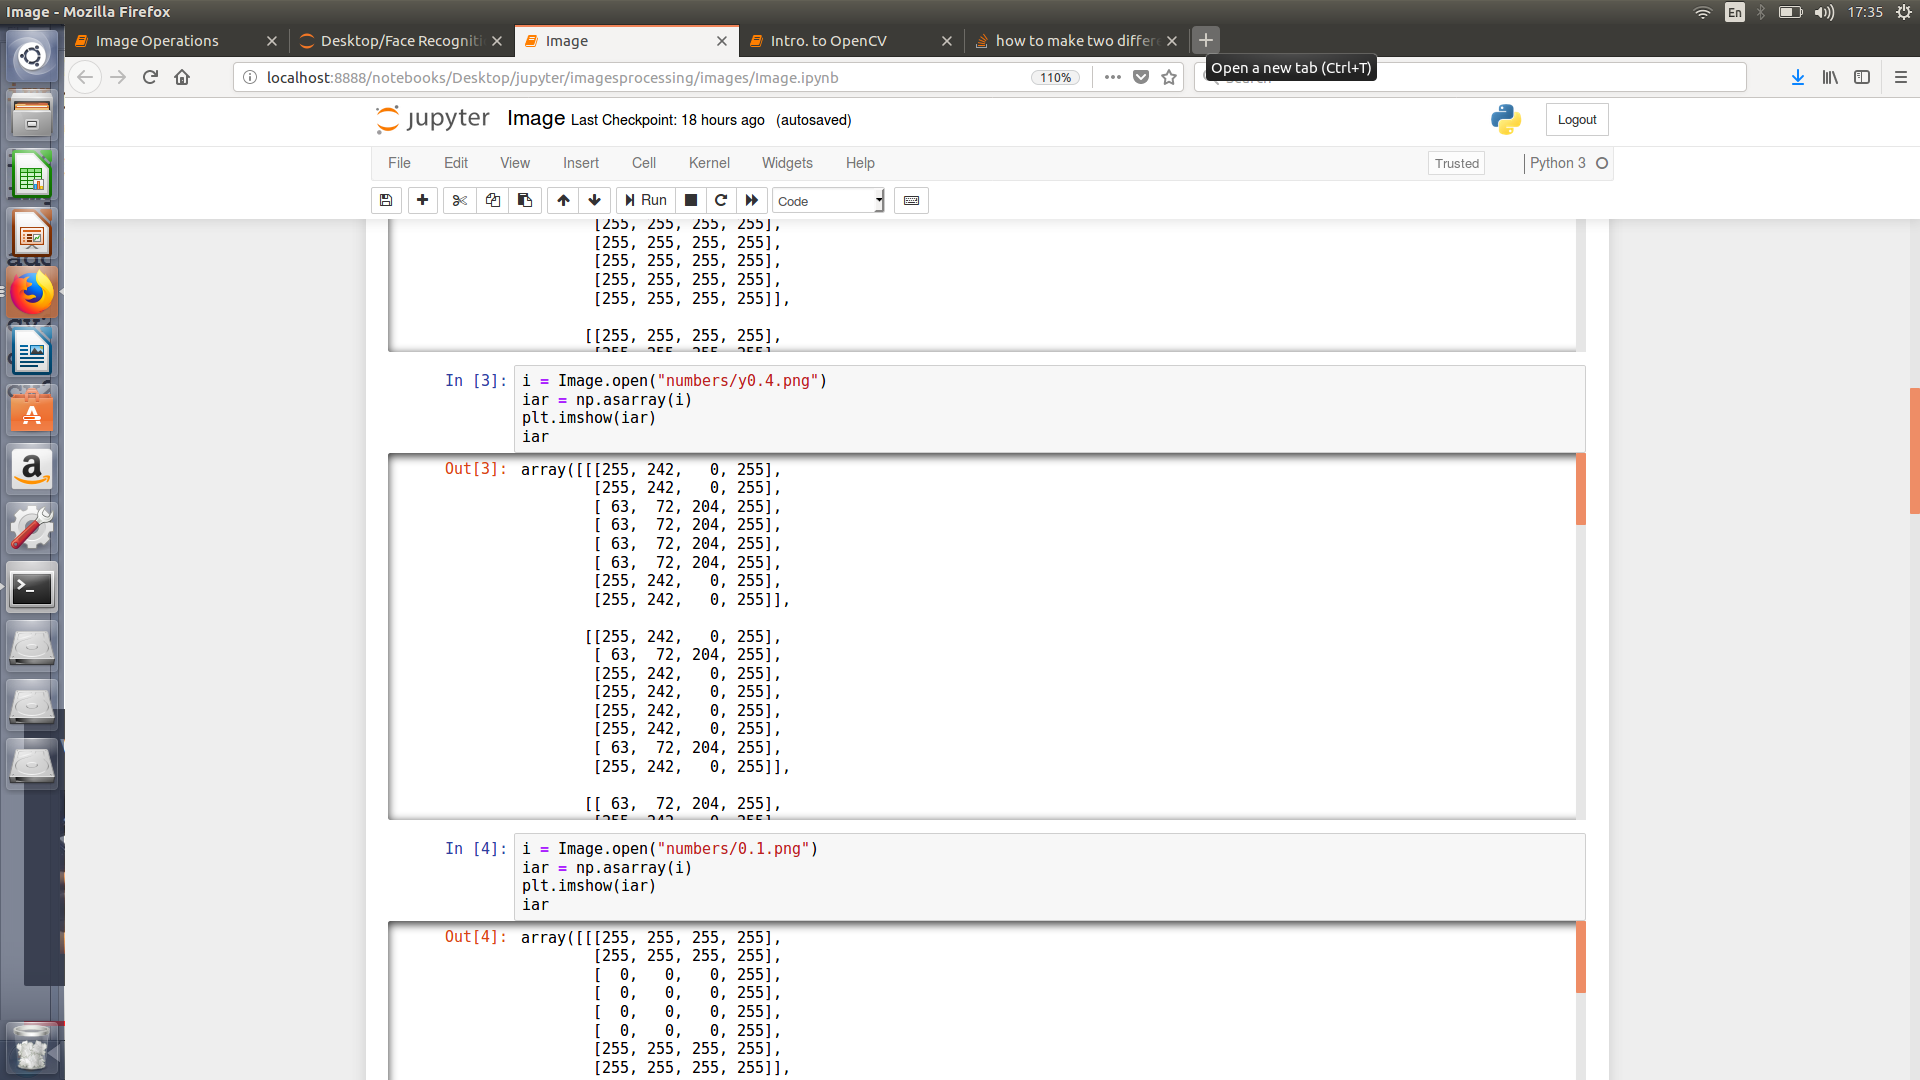 Image - Mozilla Firefox
En
17:35
Image Operations
Desktop/Face Recogniti
Image
Intro. to OpenCV
how to make two differe
Open a new tab (Ctrl+T)
localhost:8888/notebooks/Desktop/jupyter/imagesprocessing/images/Image.ipynb
110%
jupyter
Image Last Checkpoint: 18 hours ago (autosaved)
Logout
File Edit View Insert Cell Kernel Widgets Help
Trusted
Python 3
Run
Code
[255, 255, 255, 255],
[255, 255, 255, 255],
[255, 255, 255, 255],
[255, 255, 255, 255],
[255, 255, 255, 255]],
[[255, 255, 255, 255],
[255, 255, 255, 255],
In [3]: i = Image.open("numbers/y0.4.png")
iar = np.asarray(i)
plt.imshow(iar)
iar
Out[3]: array([[[255, 242,   0, 255],
[255, 242,   0, 255],
[ 63,  72, 204, 255],
[ 63,  72, 204, 255],
[ 63,  72, 204, 255],
[ 63,  72, 204, 255],
[255, 242,   0, 255],
[255, 242,   0, 255]],
[[255, 242,   0, 255],
[ 63,  72, 204, 255],
[255, 242,   0, 255],
[255, 242,   0, 255],
[255, 242,   0, 255],
[255, 242,   0, 255],
[ 63,  72, 204, 255],
[255, 242,   0, 255]],
[[ 63,  72, 204, 255],
[255, 242,   0, 255],
In [4]: i = Image.open("numbers/0.1.png")
iar = np.asarray(i)
plt.imshow(iar)
iar
Out[4]: array([[[255, 255, 255, 255],
[255, 255, 255, 255],
[  0,   0,   0, 255],
[  0,   0,   0, 255],
[  0,   0,   0, 255],
[  0,   0,   0, 255],
[255, 255, 255, 255],
[255, 255, 255, 255]],